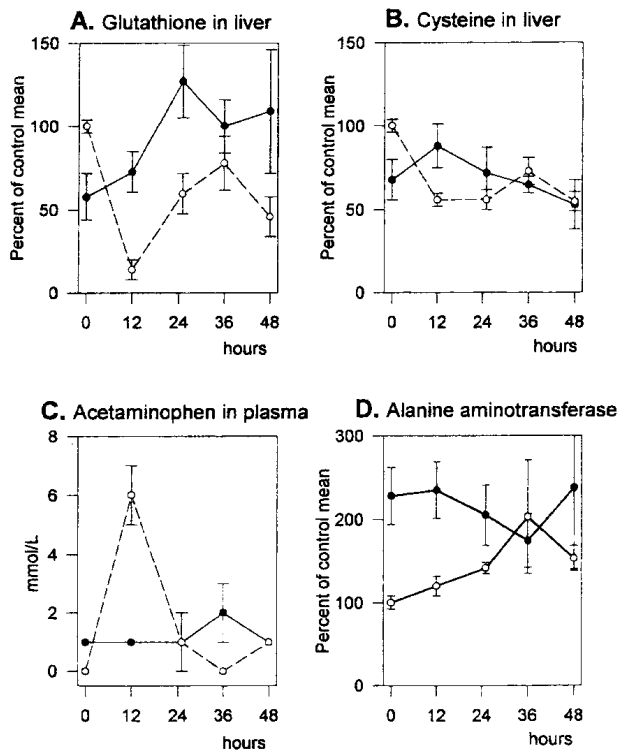 A. Glutathione in liver
150
100
50
0
Percent of control mean
0 12 24 36 48
hours
B. Cysteine in liver
150
100
50
0
Percent of control mean
0 12 24 36 48
hours
C. Acetaminophen in plasma
8
6
4
2
0
mmol/L
0 12 24 36 48
hours
D. Alanine aminotransferase
300
200
100
0
Percent of control mean
0 12 24 36 48
hours